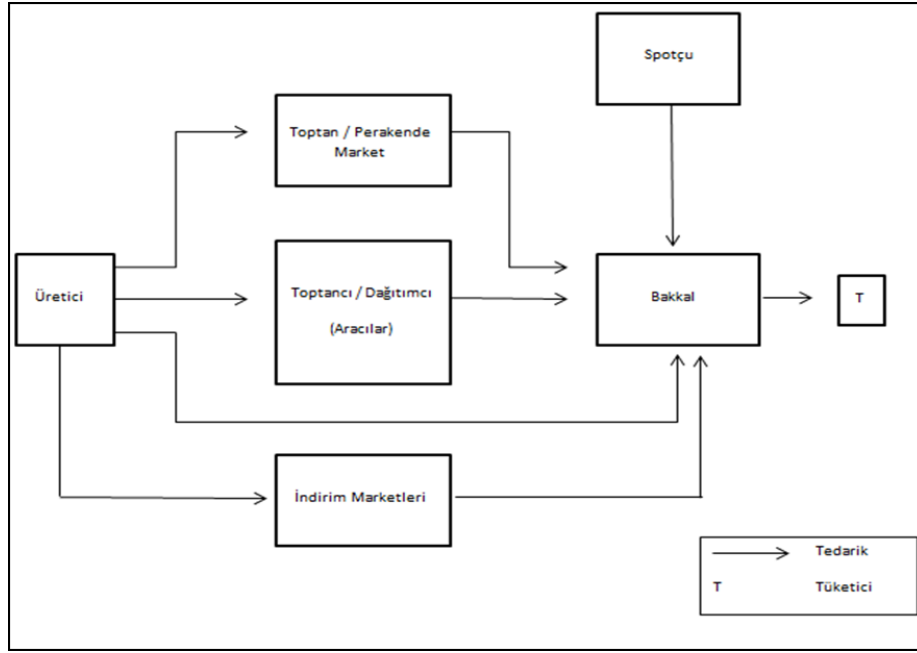 Spotçu
Toptan / Perakende
Market
Üretici
Toptancı / Dağıtımcı
(Aracılar)
Bakkal
T
İndirim Marketleri
Tedarik
T Tüketici